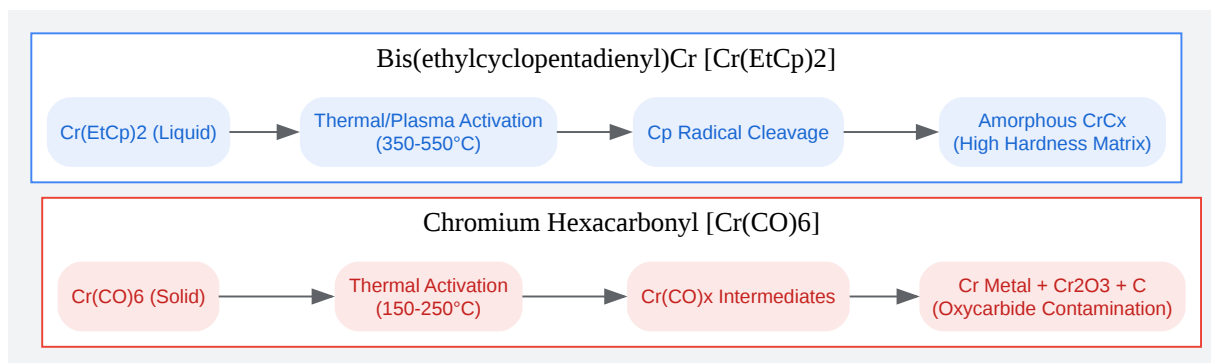 Bis(ethylcyclopentadienyl)Cr [Cr(EtCp)2]
Cr(EtCp)2 (Liquid)
Thermal/Plasma Activation
(350-550°C)
Cp Radical Cleavage
Amorphous CrCx
(High Hardness Matrix)
Chromium Hexacarbonyl [Cr(CO)6]
Cr(CO)6 (Solid)
Thermal Activation
(150-250°C)
Cr(CO)x Intermediates
Cr Metal + Cr2O3 + C
(Oxycarbide Contamination)